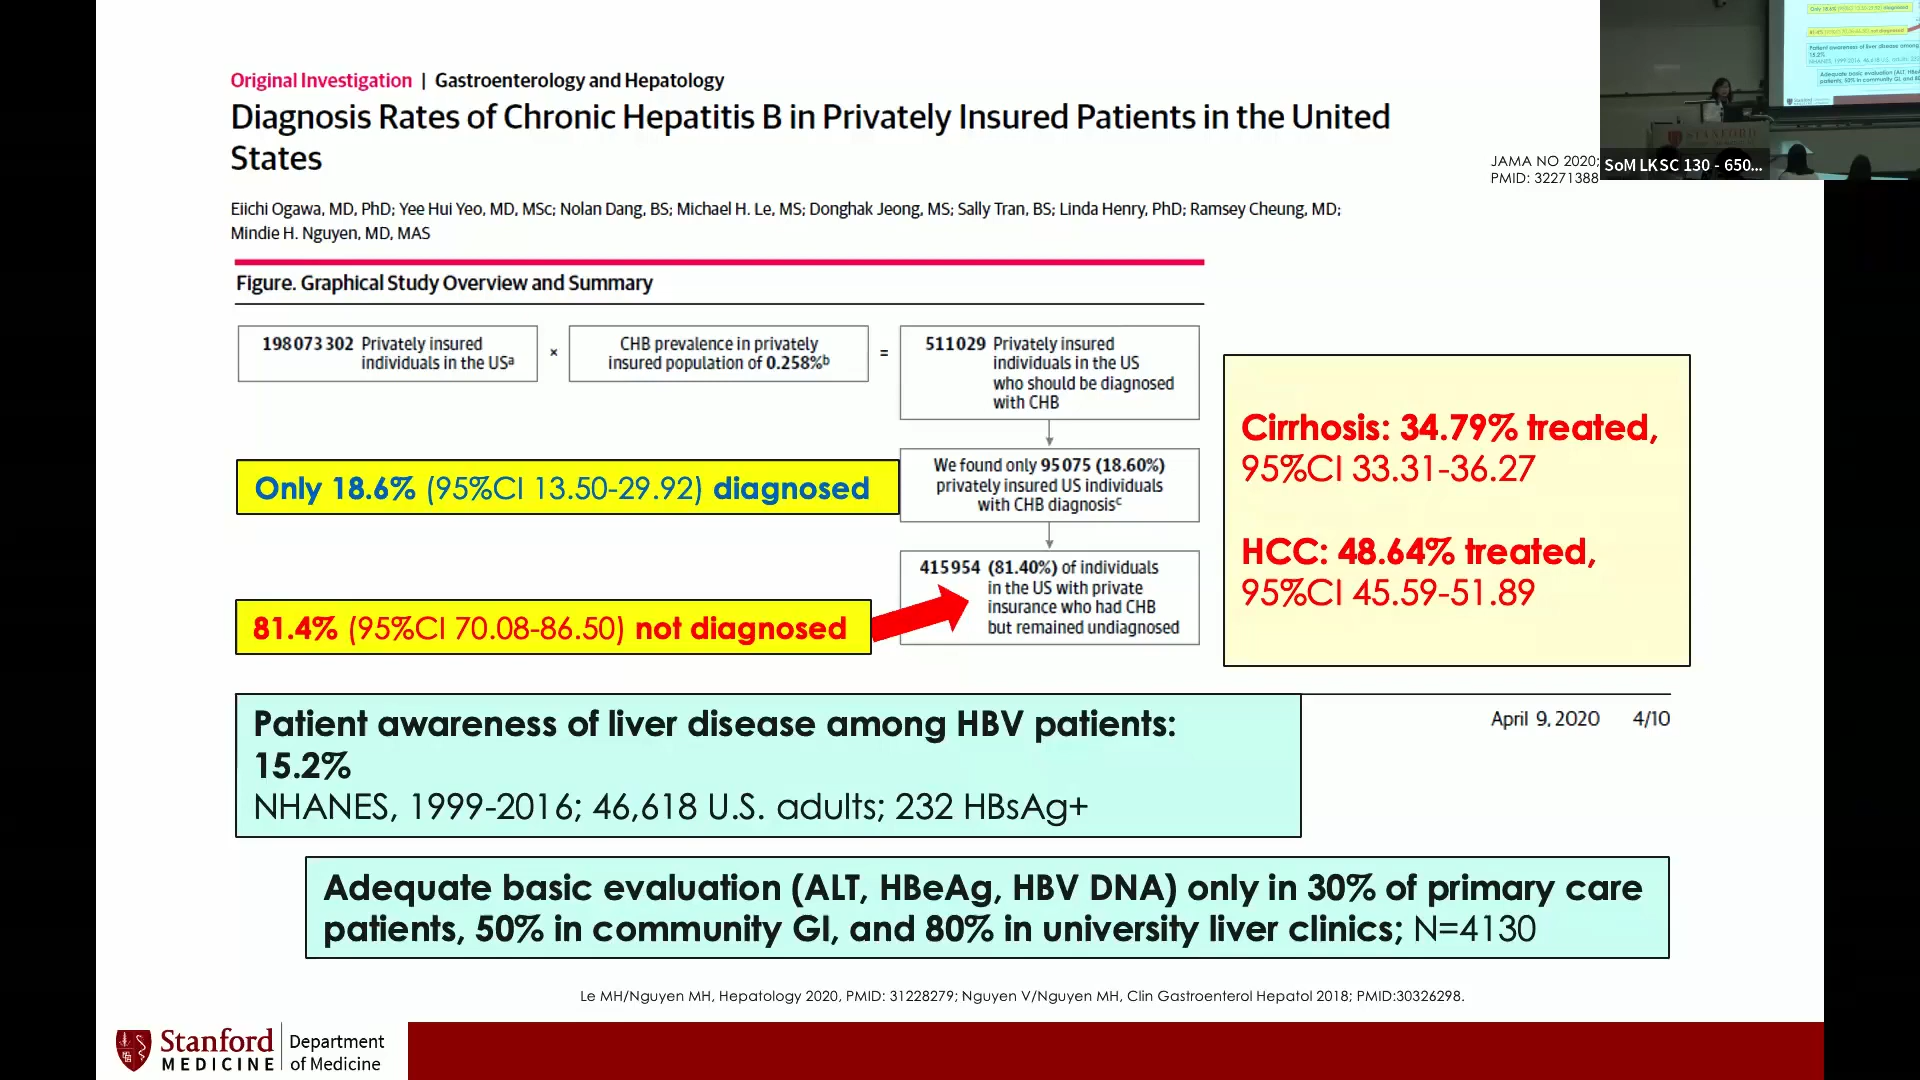 Original Investigation | Gastroenterology and Hepatology
Diagnosis Rates of Chronic Hepatitis B in Privately Insured Patients in the United
States
JAMA NO 2020;
PMID: 32271388
SoM LKSC 130 - 650...
Eiichi Ogawa, MD, PhD; Yee Hui Yeo, MD, MSc; Nolan Dang, BS; Michael H. Le, MS; Donghak Jeong, MS; Sally Tran, BS; Linda Henry, PhD; Ramsey Cheung, MD;
Mindie H. Nguyen, MD, MAS
Figure. Graphical Study Overview and Summary
198 073 302 Privately insured
individuals in the USᵃ
×
CHB prevalence in privately
insured population of 0.258%ᵇ
=
511 029 Privately insured
individuals in the US
who should be diagnosed
with CHB
We found only 95 075 (18.60%)
privately insured US individuals
with CHB diagnosisᶜ
415 954 (81.40%) of individuals
in the US with private
insurance who had CHB
but remained undiagnosed
Only 18.6% (95%CI 13.50-29.92) diagnosed
81.4% (95%CI 70.08-86.50) not diagnosed
Cirrhosis: 34.79% treated,
95%CI 33.31-36.27
HCC: 48.64% treated,
95%CI 45.59-51.89
April 9, 2020 4/10
Patient awareness of liver disease among HBV patients:
15.2%
NHANES, 1999-2016; 46,618 U.S. adults; 232 HBsAg+
Adequate basic evaluation (ALT, HBeAg, HBV DNA) only in 30% of primary care
patients, 50% in community GI, and 80% in university liver clinics; N=4130
Le MH/Nguyen MH, Hepatology 2020, PMID: 31228279; Nguyen V/Nguyen MH, Clin Gastroenterol Hepatol 2018; PMID:30326298.
Stanford
MEDICINE
Department
of Medicine